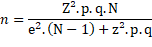 n = Z². p. q. N / e². (N − 1) + z². p. q